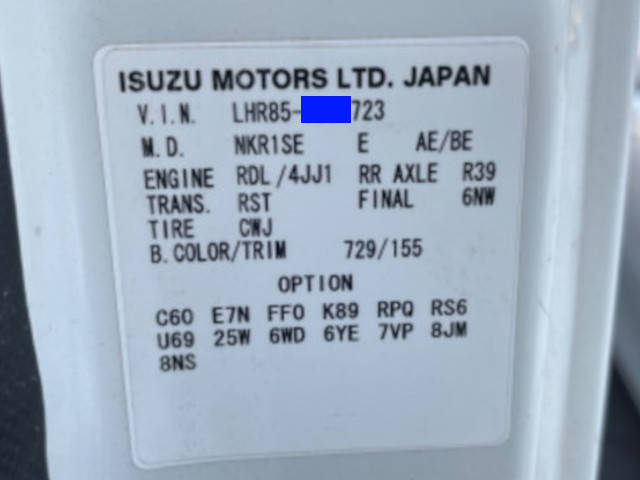 ISUZU MOTORS LTD. JAPAN
V.I.N. LHR85- 723
M.D. NKR1SE E AE/BE
ENGINE RDL/4JJ1 RR AXLE R39
TRANS. RST FINAL 6NW
TIRE CWJ
B.COLOR/TRIM 729/155
OPTION
C60 E7N FF0 K89 RPQ RS6
U69 25W 6WD 6YE 7VP 8JM
8NS